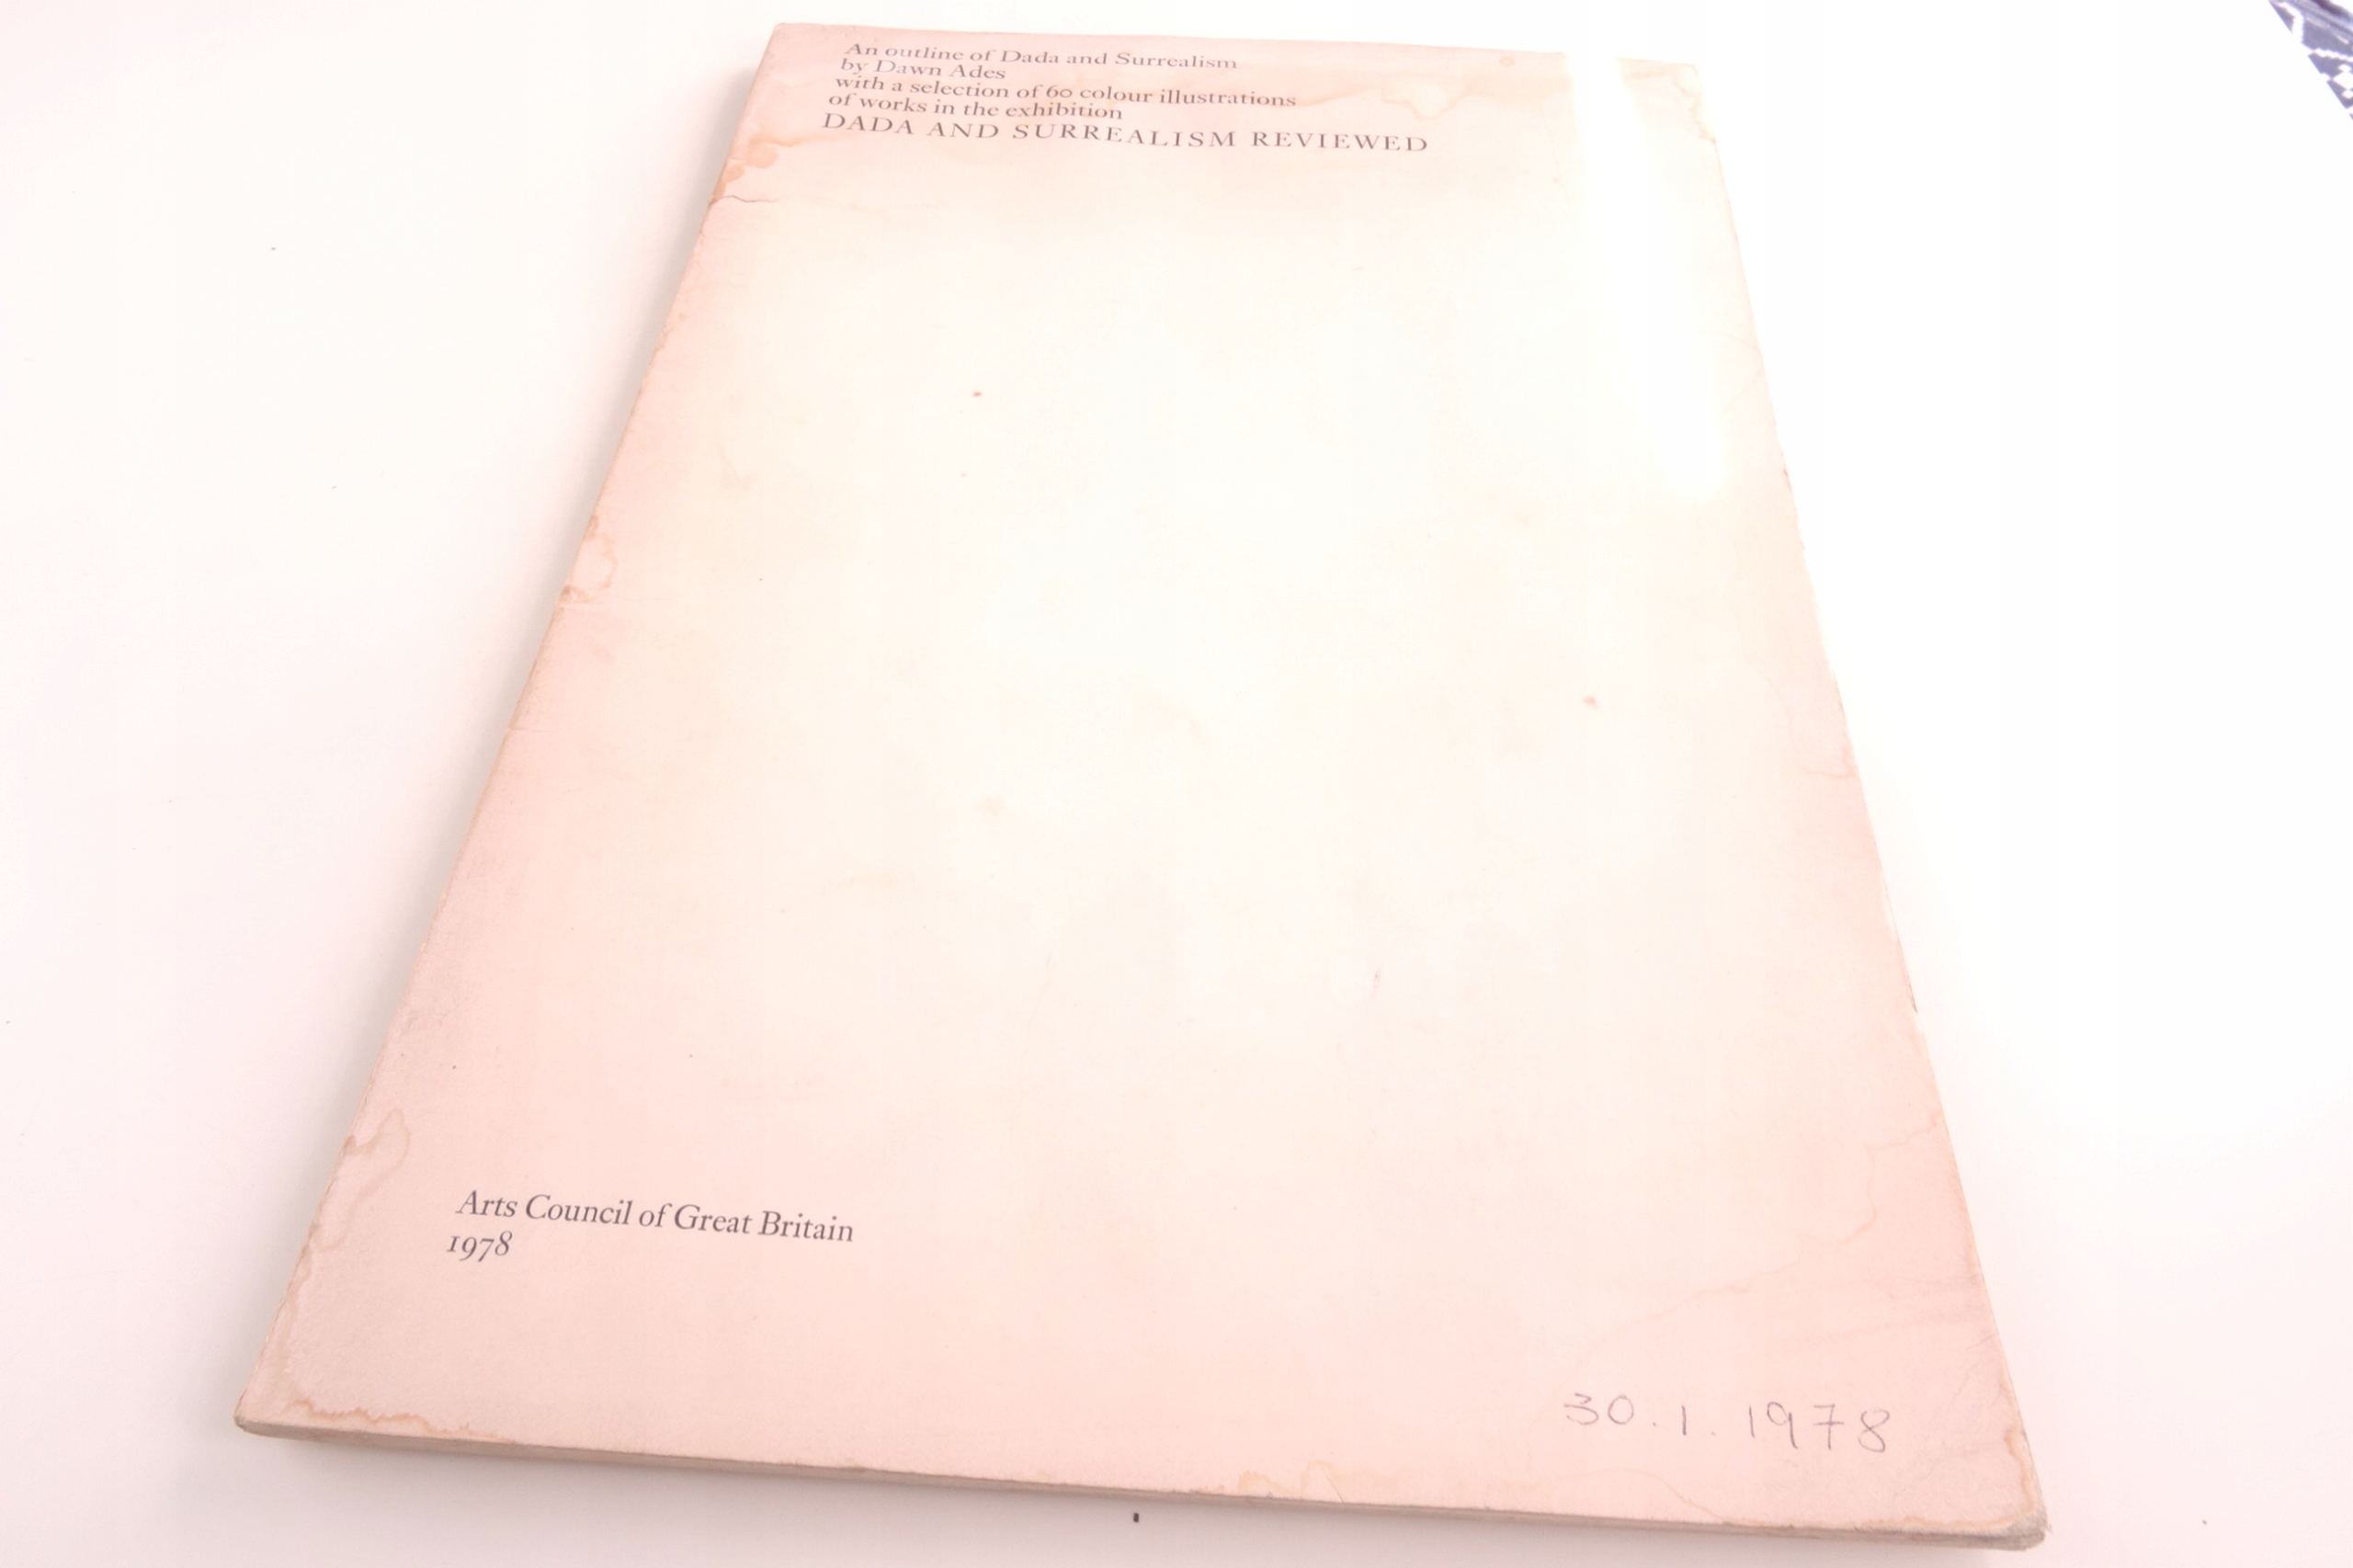 An outline of Dada and Surrealism
by Dawn Ades
with a selection of 60 colour illustrations
of works in the exhibition
DADA AND SURREALISM REVIEWED
Arts Council of Great Britain
1978
30.1.1978